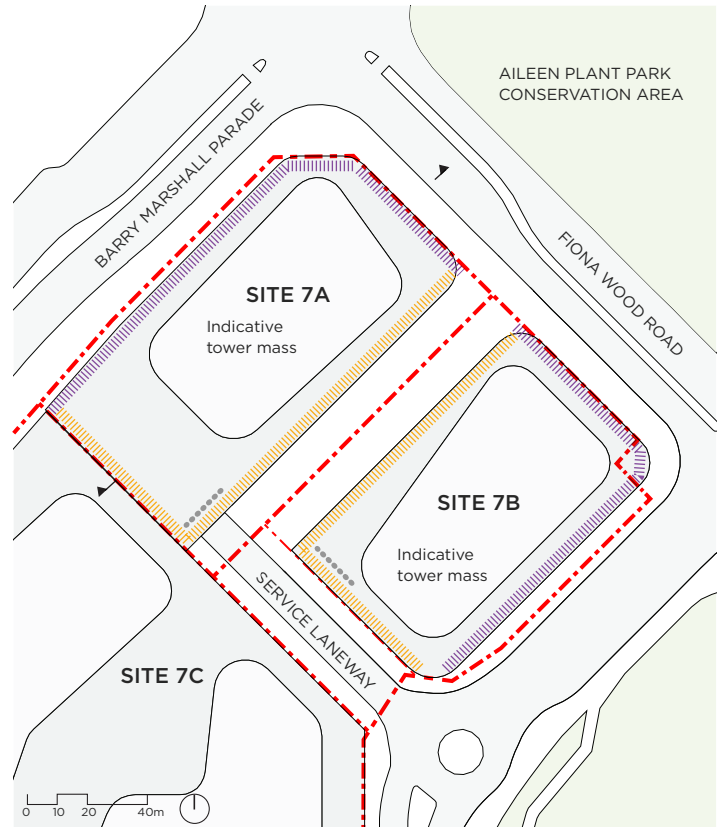 AILEEN PLANT PARK
CONSERVATION AREA
BARRY MARSHALL PARADE
FIONA WOOD ROAD
SITE 7A
Indicative
tower mass
SITE 7B
Indicative
tower mass
SERVICE LANEWAY
SITE 7C
0 10 20 40m